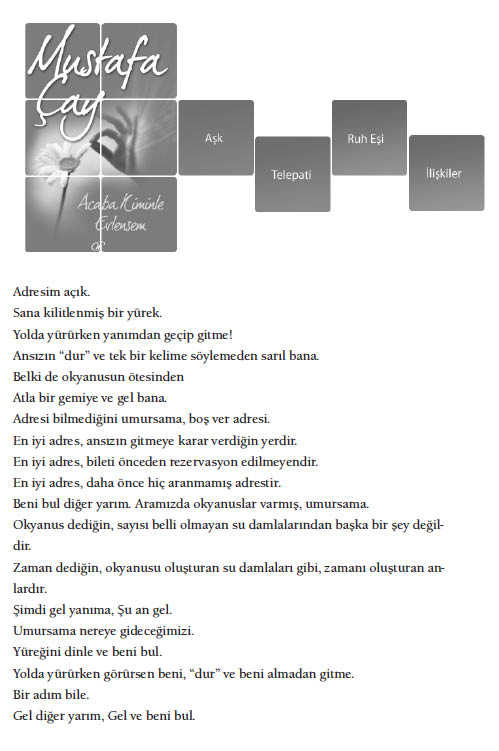 Mustafa
Çay
Acaba Kiminle
Evlensem
Aşk
Telepati
Ruh Eşi
İlişkiler
Adresim açık.
Sana kilitlenmiş bir yürek.
Yolda yürürken yanımdan geçip gitme!
Ansızın “dur” ve tek bir kelime söylemeden sarıl bana.
Belki de okyanusun ötesinden
Atla bir gemiye ve gel bana.
Adresi bilmediğini umursama, boş ver adresi.
En iyi adres, ansızın gitmeye karar verdiğin yerdir.
En iyi adres, bileti önceden rezervasyon edilmeyendir.
En iyi adres, daha önce hiç aranmamış adrestir.
Beni bul diğer yarım. Aramızda okyanuslar varmış, umursama.
Okyanus dediğin, sayısı belli olmayan su damlalarından başka bir şey değil-
dir.
Zaman dediğin, okyanusu oluşturan su damlaları gibi, zamanı oluşturan an-
lardır.
Şimdi gel yanıma, Şu an gel.
Umursama nereye gideceğimizi.
Yüreğini dinle ve beni bul.
Yolda yürürken görürsen beni, “dur” ve beni almadan gitme.
Bir adım bile.
Gel diğer yarım, Gel ve beni bul.